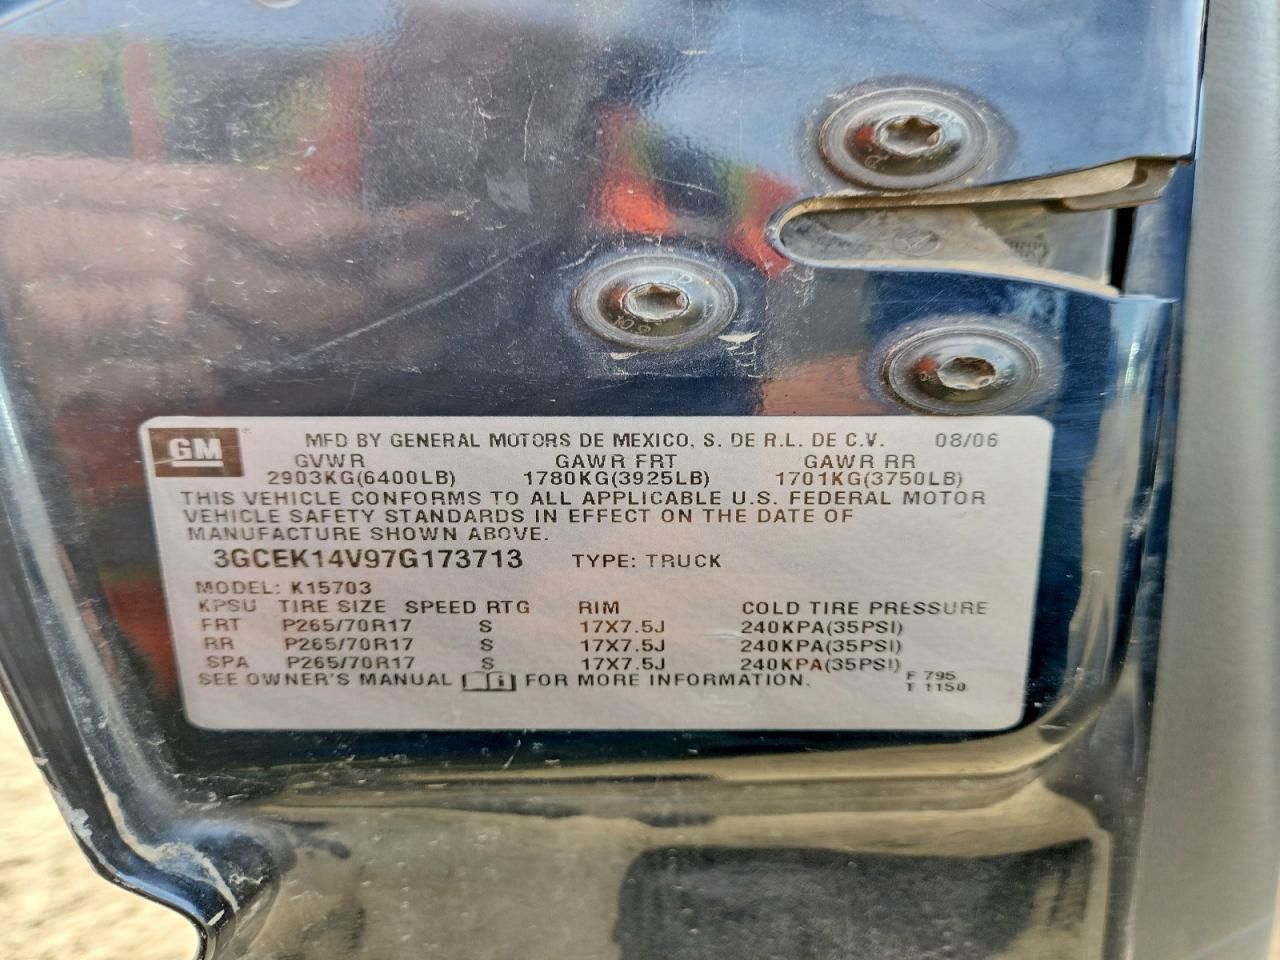 GM
MFD BY GENERAL MOTORS DE MEXICO, S. DE R.L. DE C.V. 08/06
GVWR GAWR FRT GAWR RR
2903KG(6400LB) 1780KG(3925LB) 1701KG(3750LB)
THIS VEHICLE CONFORMS TO ALL APPLICABLE U.S. FEDERAL MOTOR
VEHICLE SAFETY STANDARDS IN EFFECT ON THE DATE OF
MANUFACTURE SHOWN ABOVE.
3GCEK14V97G173713 TYPE: TRUCK
MODEL: K15703
KPSU TIRE SIZE SPEED RTG RIM COLD TIRE PRESSURE
FRT P265/70R17 S 17X7.5J 240KPA(35PSI)
RR P265/70R17 S 17X7.5J 240KPA(35PSI)
SPA P265/70R17 S 17X7.5J 240KPA(35PSI)
SEE OWNER'S MANUAL FOR MORE INFORMATION. F 795
T 1150